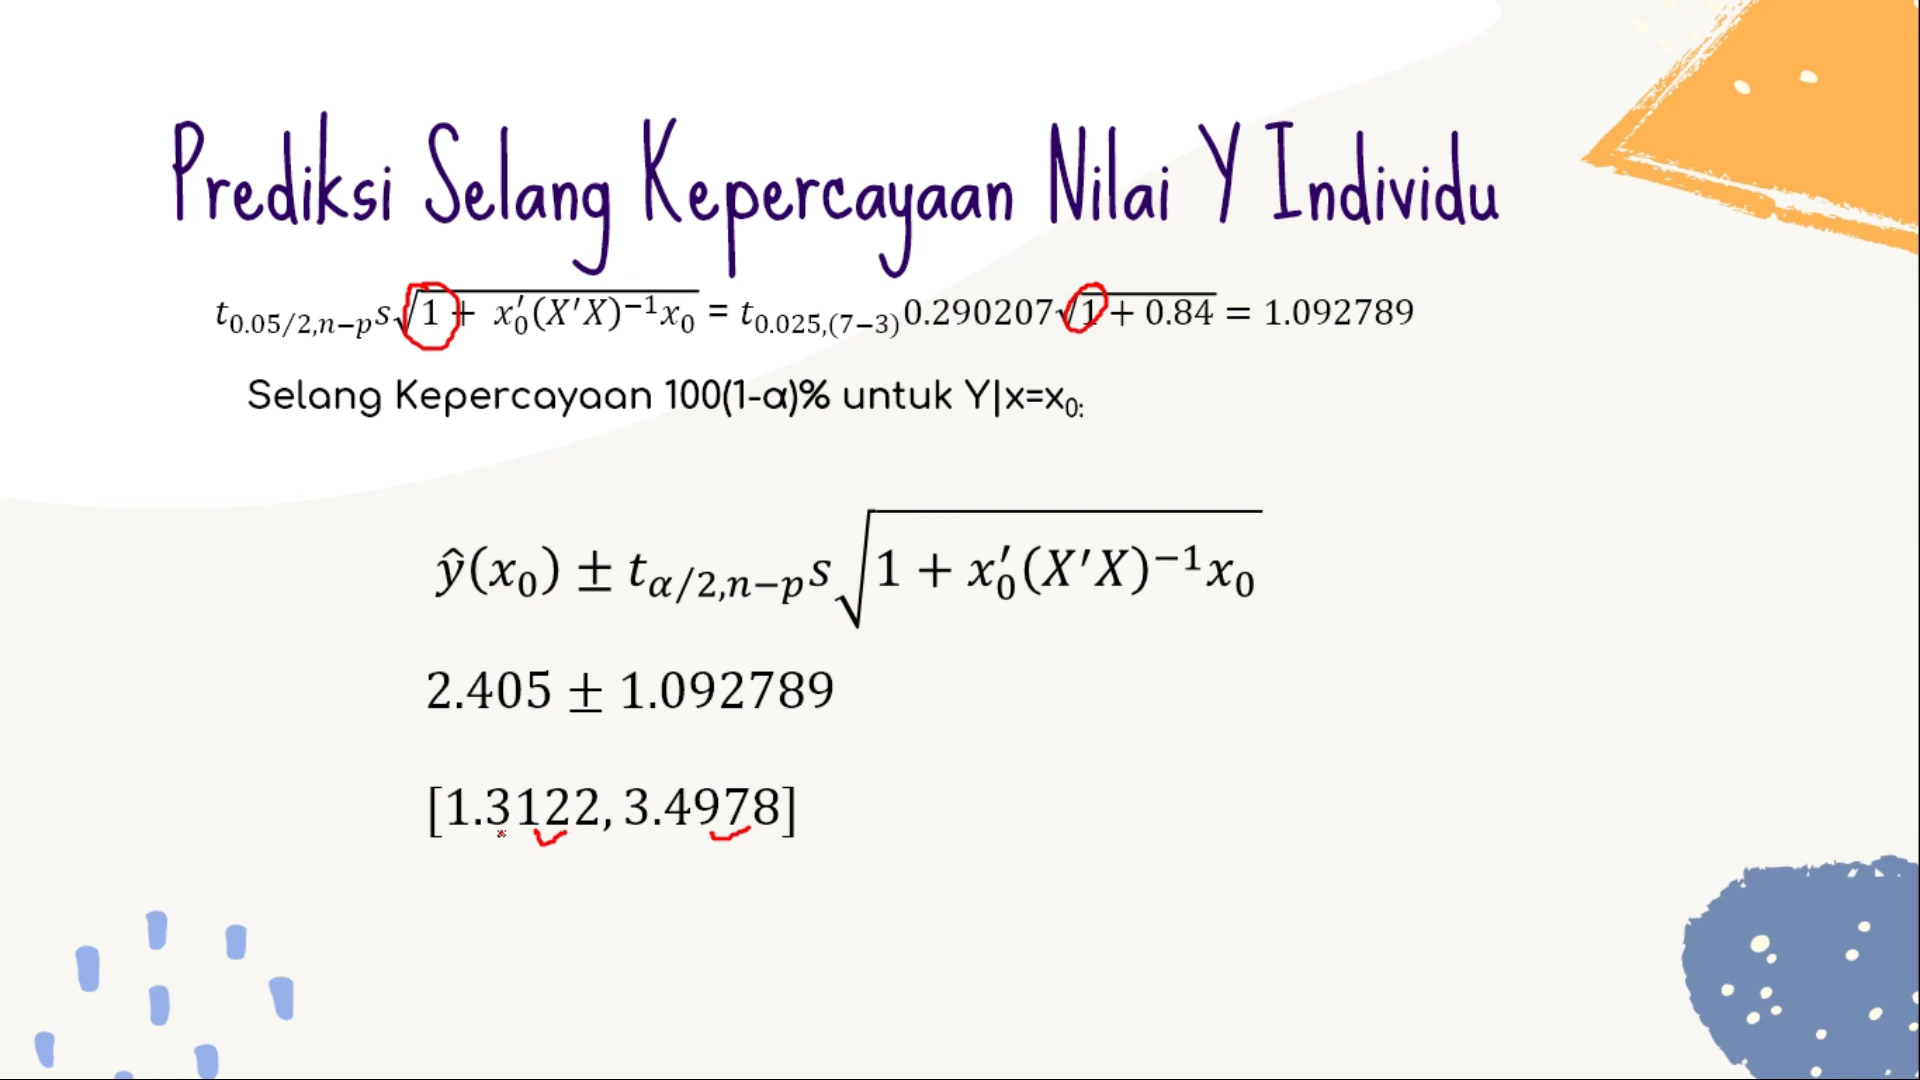 Prediksi Selang Kepercayaan Nilai Y Individu
t₀.₀₅/₂,ₙ₋ₚs√(1 + x₀′(X′X)⁻¹x₀) = t₀.₀₂₅,₍₇₋₃₎0.290207√(1 + 0.84) = 1.092789
Selang Kepercayaan 100(1-α)% untuk Y|x=x₀:
ŷ(x₀) ± t_{α/2,n−p}s√(1 + x₀′(X′X)⁻¹x₀)
2.405 ± 1.092789
[1.3122, 3.4978]